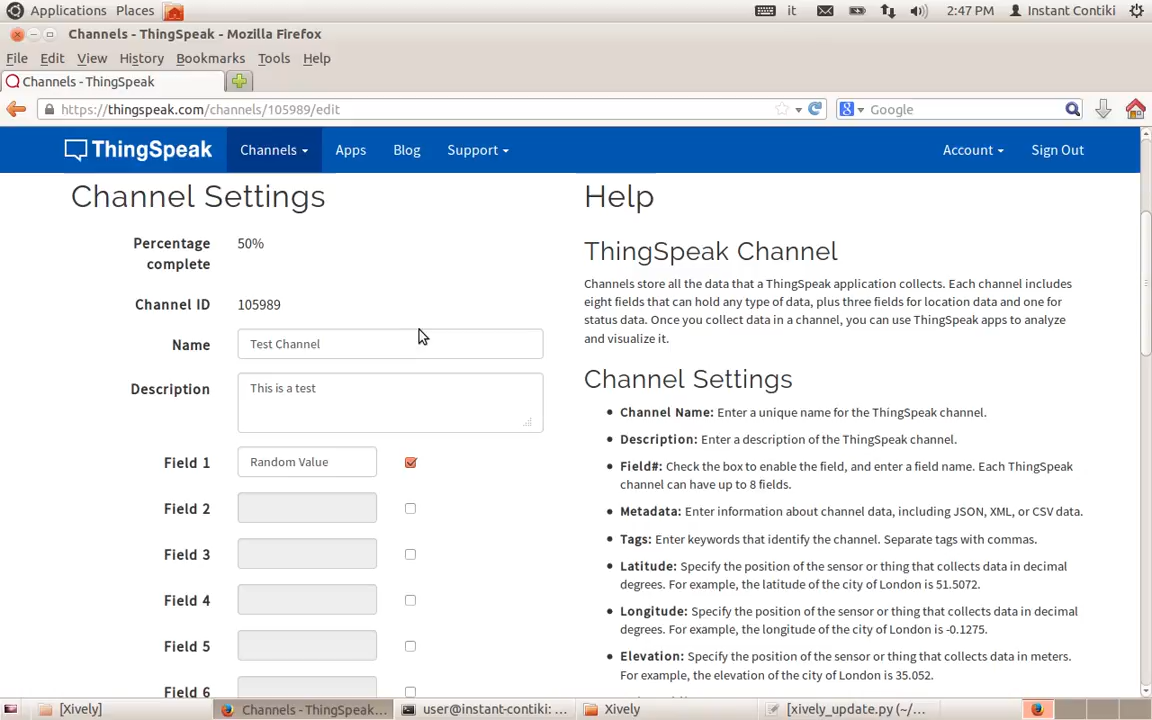 Applications Places it 2:47 PM Instant Contiki
Channels - ThingSpeak - Mozilla Firefox
File Edit View History Bookmarks Tools Help
Channels - ThingSpeak
https://thingspeak.com/channels/105989/edit Google
ThingSpeak Channels Apps Blog Support Account Sign Out
Channel Settings
Percentage complete 50%
Channel ID 105989
Name Test Channel
Description This is a test
Field 1 Random Value
Field 2
Field 3
Field 4
Field 5
Field 6
Help
ThingSpeak Channel
Channels store all the data that a ThingSpeak application collects. Each channel includes
eight fields that can hold any type of data, plus three fields for location data and one for
status data. Once you collect data in a channel, you can use ThingSpeak apps to analyze
and visualize it.
Channel Settings
Channel Name: Enter a unique name for the ThingSpeak channel.
Description: Enter a description of the ThingSpeak channel.
Field#: Check the box to enable the field, and enter a field name. Each ThingSpeak
channel can have up to 8 fields.
Metadata: Enter information about channel data, including JSON, XML, or CSV data.
Tags: Enter keywords that identify the channel. Separate tags with commas.
Latitude: Specify the position of the sensor or thing that collects data in decimal
degrees. For example, the latitude of the city of London is 51.5072.
Longitude: Specify the position of the sensor or thing that collects data in decimal
degrees. For example, the longitude of the city of London is -0.1275.
Elevation: Specify the position of the sensor or thing that collects data in meters.
For example, the elevation of the city of London is 35.052.
[Xively] Channels - ThingSpeak... user@instant-contiki: ... Xively [xively_update.py (~/...